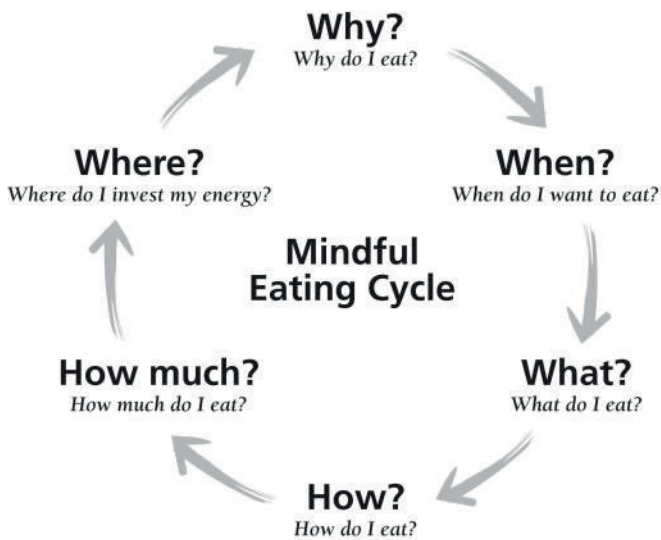 Why?
Why do I eat?
When?
When do I want to eat?
What?
What do I eat?
How?
How do I eat?
How much?
How much do I eat?
Where?
Where do I invest my energy?
Mindful
Eating Cycle